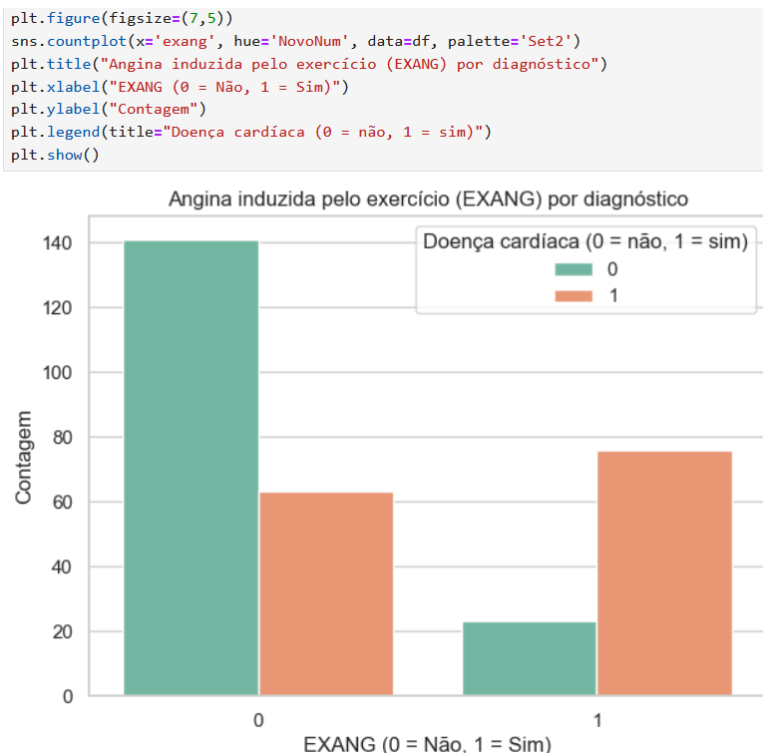 plt.figure(figsize=(7,5))
sns.countplot(x='exang', hue='NovoNum', data=df, palette='Set2')
plt.title("Angina induzida pelo exercício (EXANG) por diagnóstico")
plt.xlabel("EXANG (0 = Não, 1 = Sim)")
plt.ylabel("Contagem")
plt.legend(title="Doença cardíaca (0 = não, 1 = sim)")
plt.show()
Angina induzida pelo exercício (EXANG) por diagnóstico
Doença cardíaca (0 = não, 1 = sim)
0
1
140
120
100
80
60
40
20
0
Contagem
0
1
EXANG (0 = Não, 1 = Sim)